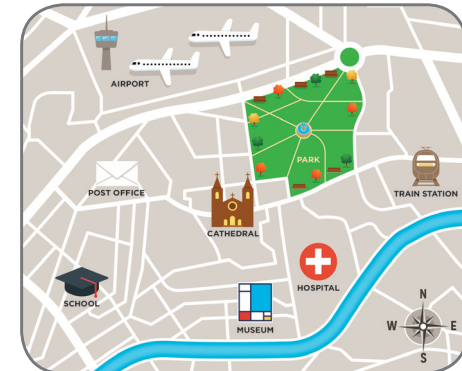 AIRPORT
PARK
POST OFFICE
TRAIN STATION
CATHEDRAL
HOSPITAL
SCHOOL
MUSEUM
N
W E
S